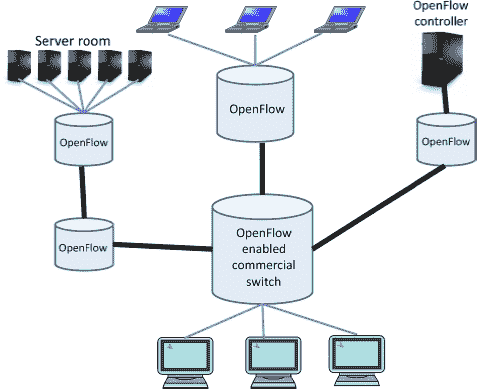 OpenFlow
controller
Server room
OpenFlow
OpenFlow
OpenFlow
OpenFlow
OpenFlow
enabled
commercial
switch